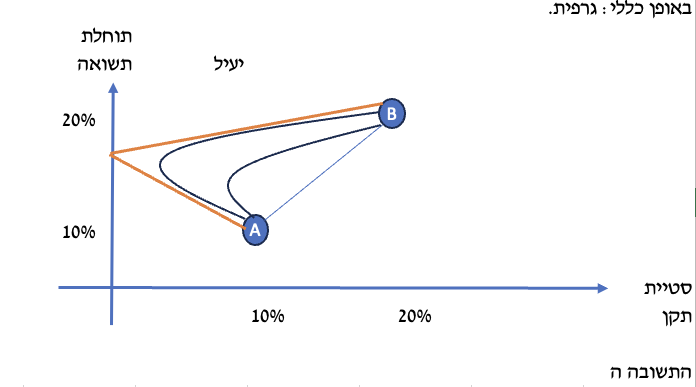 באופן כללי: גרפית.
תוחלת
תשואה
יעיל
20%
B
10%
A
סטיית
תקן
10%
20%
התשובה ה